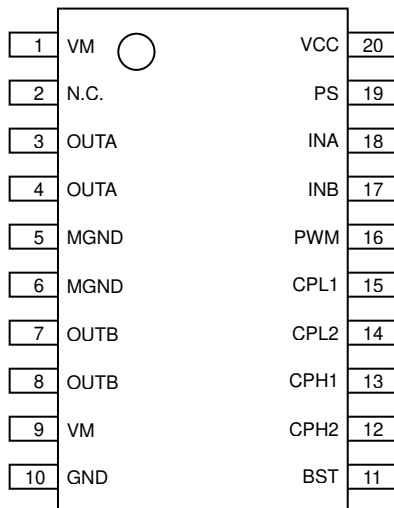 1 VM VCC 20
2 N.C. PS 19
3 OUTA INA 18
4 OUTA INB 17
5 MGND PWM 16
6 MGND CPL1 15
7 OUTB CPL2 14
8 OUTB CPH1 13
9 VM CPH2 12
10 GND BST 11